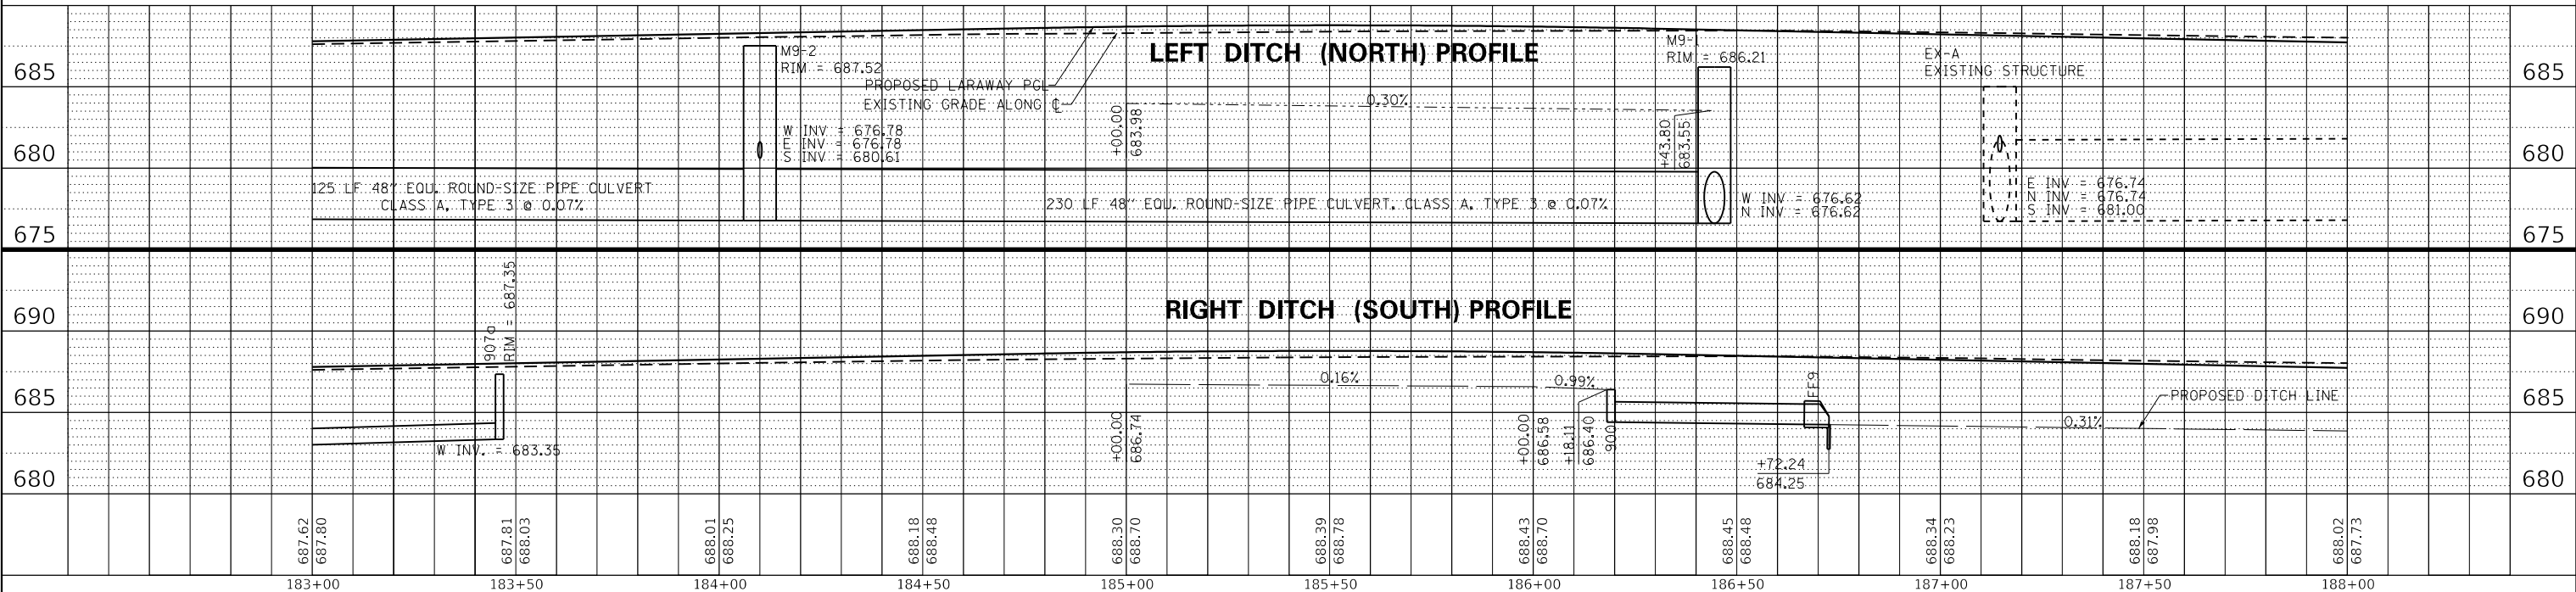 LEFT DITCH (NORTH) PROFILE
M9-2
RIM = 687.52
PROPOSED LARAWAY PGL
EXISTING GRADE ALONG ℄
M9-1
RIM = 686.21
EX-A
EXISTING STRUCTURE
685
685
0.30%
+00.00
683.98
+43.80
683.55
W INV = 676.78
E INV = 676.78
S INV = 680.61
680
680
125 LF 48" EQU. ROUND-SIZE PIPE CULVERT
CLASS A, TYPE 3 @ 0.07%
230 LF 48" EQU. ROUND-SIZE PIPE CULVERT, CLASS A, TYPE 3 @ 0.07%
W INV = 676.62
N INV = 676.62
E INV = 676.74
N INV = 676.74
S INV = 681.00
675
675
RIGHT DITCH (SOUTH) PROFILE
907a
RIM = 687.35
690
690
0.16%
0.99%
685
685
PROPOSED DITCH LINE
0.31%
W INV. = 683.35
+00.00
686.74
+00.00
686.58
+18.11
686.40
900
FF9
+72.24
684.25
680
680
687.62
687.80
687.81
688.03
688.01
688.25
688.18
688.48
688.30
688.70
688.39
688.78
688.43
688.70
688.45
688.48
688.34
688.23
688.18
687.98
688.02
687.73
183+00
183+50
184+00
184+50
185+00
185+50
186+00
186+50
187+00
187+50
188+00